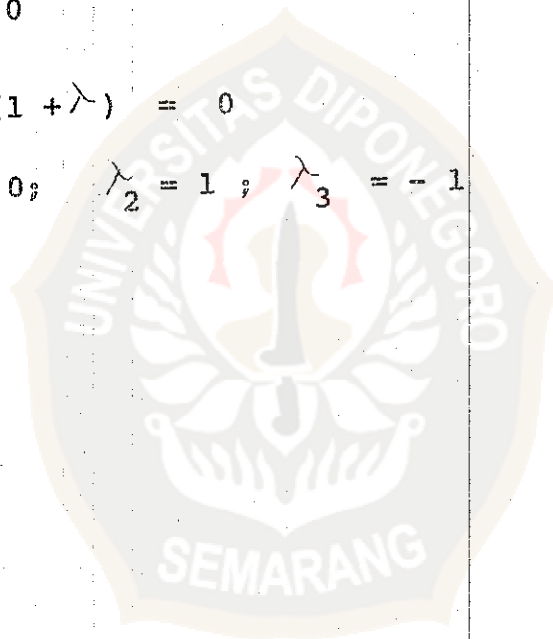 0
1 + λ) = 0
0; λ2 = 1 ; λ3 = - 1
UNIVERSITAS DIPONEGORO
SEMARANG